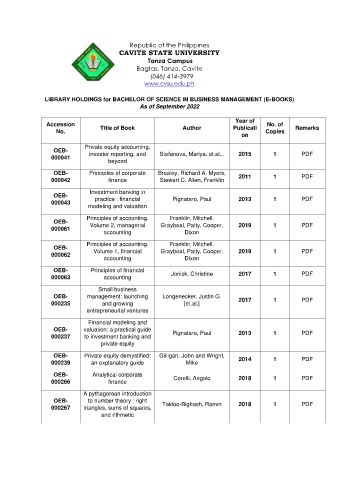 Republic of the Philippines
CAVITE STATE UNIVERSITY
Tanza Campus
Bagtas, Tanza, Cavite
(046) 414-3979
www.cvsu.edu.ph
LIBRARY HOLDINGS for BACHELOR OF SCIENCE IN BUSINESS MANAGEMENT (E-BOOKS)
As of September 2022
Accession No. Title of Book Author Year of Publication No. of Copies Remarks
OEB-000041 Private equity accounting, investor reporting, and beyond Stefanova, Mariya. et.al... 2015 1 PDF
OEB-000042 Principles of corporate finance Brealey, Richard A. Myers, Stewart C. Allen, Franklin 2011 1 PDF
OEB-000043 Investment banking in practice : financial modeling and valuation Pignataro, Paul 2013 1 PDF
OEB-000061 Principles of accounting. Volume 2, managerial accounting Franklin, Mitchell. Graybeal, Patty, Cooper, Dixon 2019 1 PDF
OEB-000062 Principles of accounting. Volume 1, financial accounting Franklin, Mitchell. Graybeal, Patty, Cooper, Dixon 2019 1 PDF
OEB-000063 Principles of financial accounting Jonick, Christine 2017 1 PDF
OEB-000235 Small business management: launching and growing entrepreneurial ventures Longenecker, Justin G. [et.al.] 2017 1 PDF
OEB-000237 Financial modeling and valuation: a practical guide to investment banking and private equity Pignataro, Paul 2013 1 PDF
OEB-000239 Private equity demystified: an explanatory guide Gilligan, John and Wright, Mike 2014 1 PDF
OEB-000266 Analytical corporate finance Corelli, Angelo 2018 1 PDF
OEB-000267 A pythagorean introduction to number theory : right triangles, sums of squares, and rithmetic Takloo-Bighash, Ramin 2018 1 PDF